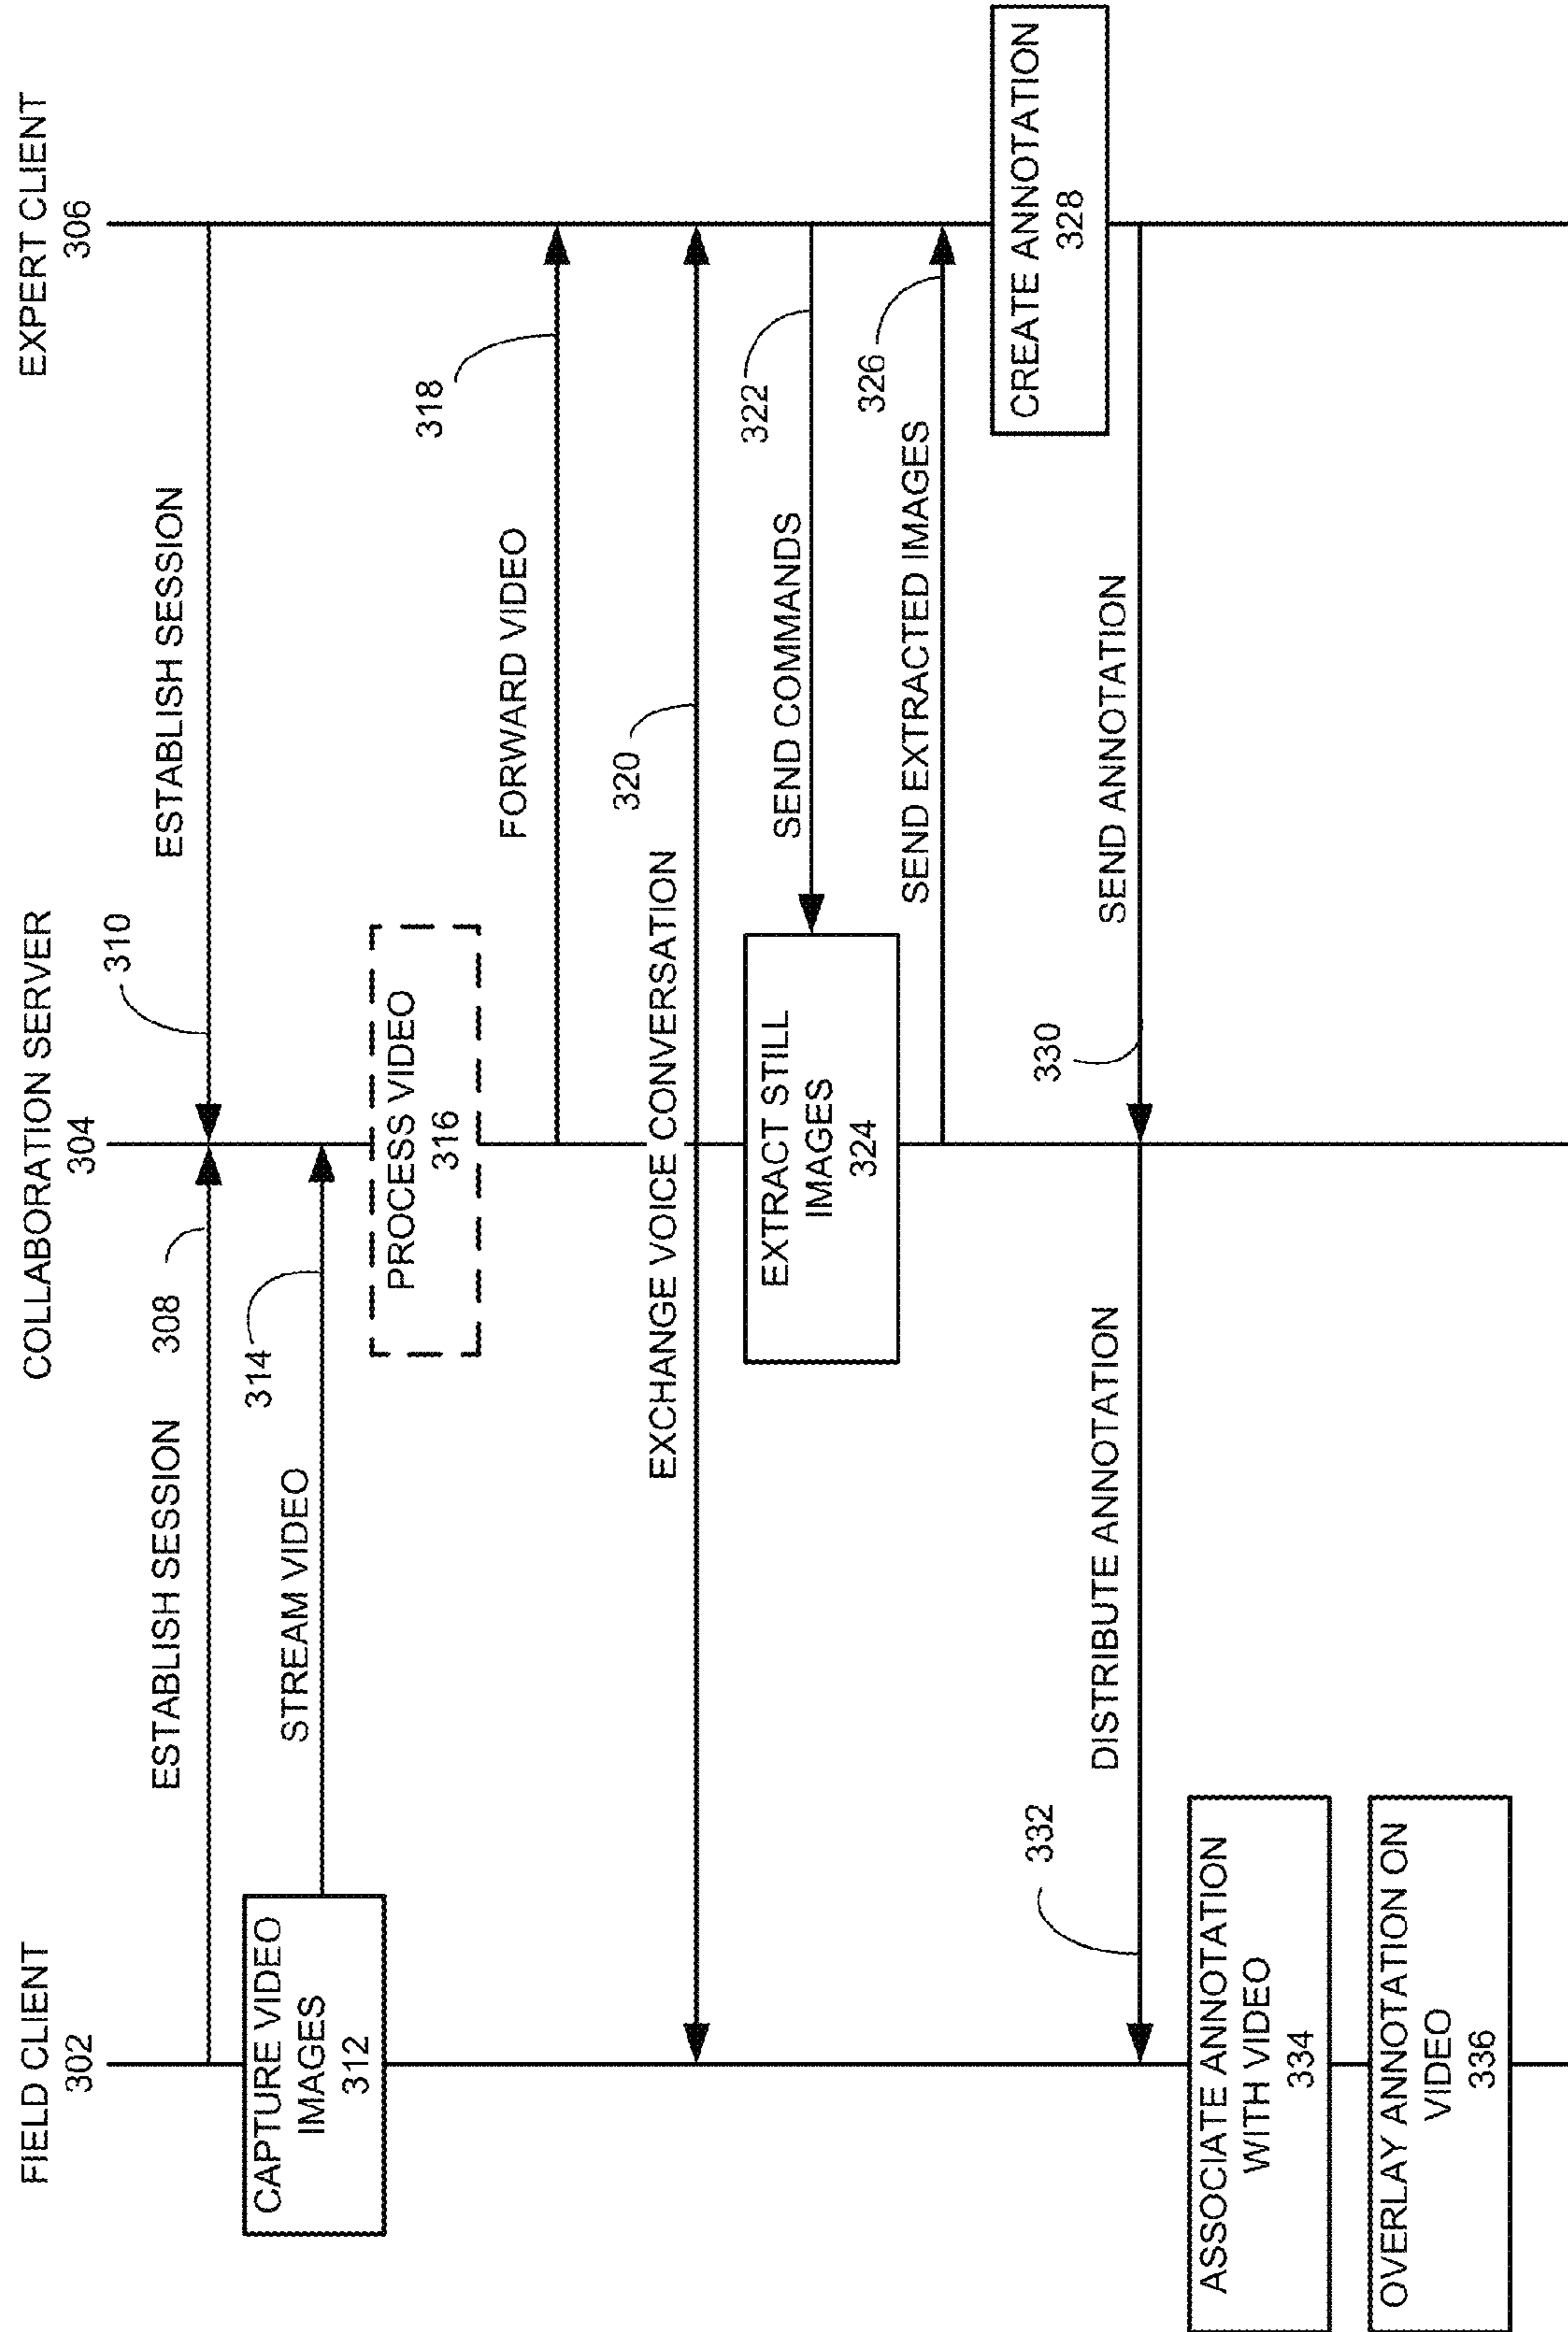 FIELD CLIENT
302
COLLABORATION SERVER
304
EXPERT CLIENT
306
ESTABLISH SESSION
308
310
ESTABLISH SESSION
CAPTURE VIDEO
IMAGES
312
STREAM VIDEO
314
PROCESS VIDEO
316
FORWARD VIDEO
318
EXCHANGE VOICE CONVERSATION
320
SEND COMMANDS
322
EXTRACT STILL
IMAGES
324
SEND EXTRACTED IMAGES
326
CREATE ANNOTATION
328
SEND ANNOTATION
330
DISTRIBUTE ANNOTATION
332
ASSOCIATE ANNOTATION
WITH VIDEO
334
OVERLAY ANNOTATION ON
VIDEO
336